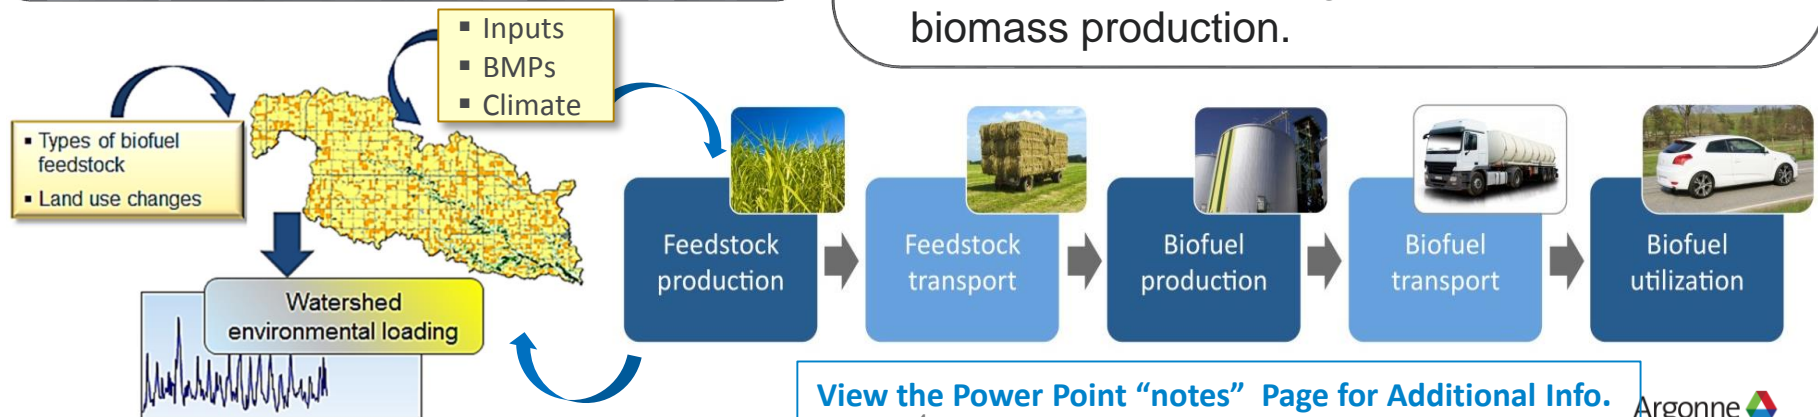 biomass production.
▪ Inputs
▪ BMPs
▪ Climate
▪ Types of biofuel
feedstock
▪ Land use changes
Watershed
environmental loading
Feedstock
production
Feedstock
transport
Biofuel
production
Biofuel
transport
Biofuel
utilization
View the Power Point “notes” Page for Additional Info.
Argonne